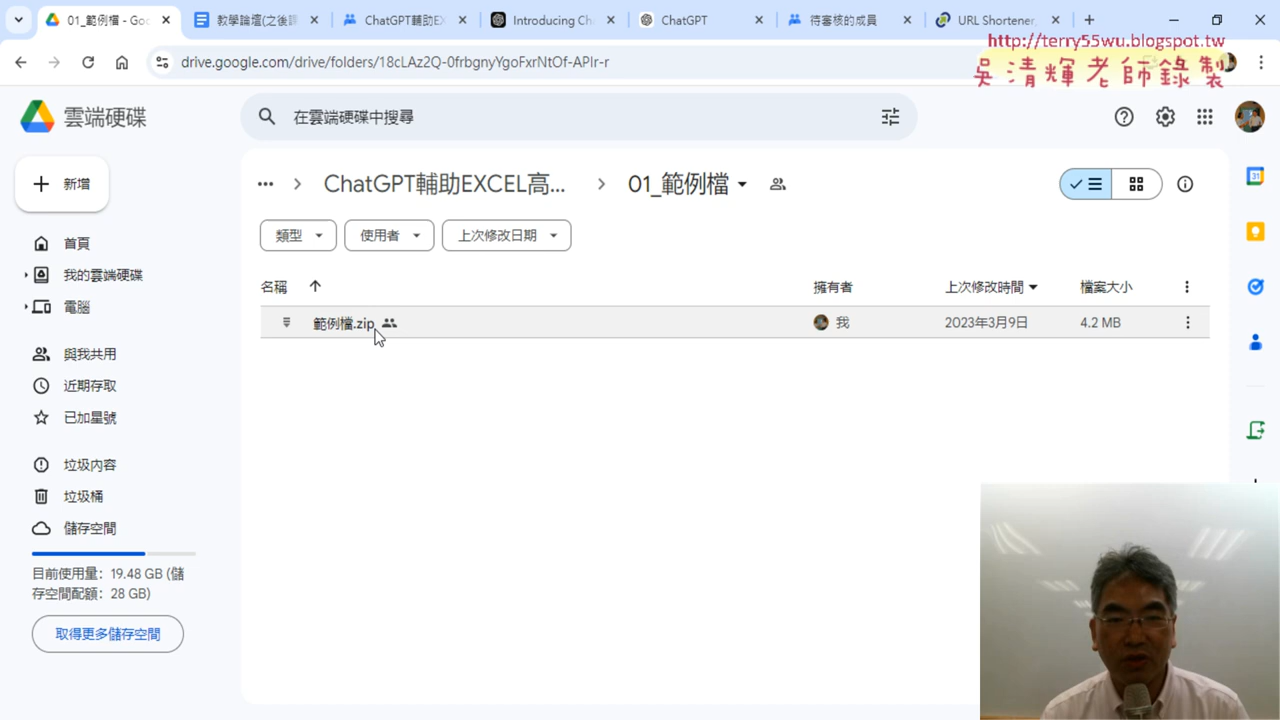 01_範例檔 - Goo
教學論壇(之後課
ChatGPT輔助EX
Introducing Ch
ChatGPT
待審核的成員
URL Shortener,
http://terry55wu.blogspot.tw
吳清輝老師錄製
drive.google.com/drive/folders/18cLAz2Q-0frbgnyYgoFxrNtOf-APIr-r
雲端硬碟
在雲端硬碟中搜尋
新增
ChatGPT輔助EXCEL高...
01_範例檔
類型
使用者
上次修改日期
首頁
我的雲端硬碟
電腦
與我共用
近期存取
已加星號
垃圾內容
垃圾桶
儲存空間
目前使用量：19.48 GB (儲
存空間配額：28 GB)
取得更多儲存空間
名稱
擁有者
上次修改時間
檔案大小
範例檔.zip
我
2023年3月9日
4.2 MB
31